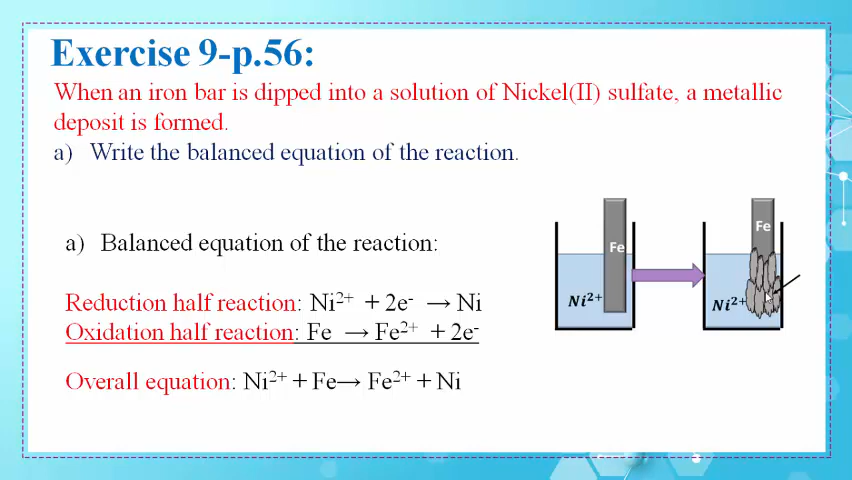 Exercise 9-p.56:
When an iron bar is dipped into a solution of Nickel(II) sulfate, a metallic
deposit is formed.
a) Write the balanced equation of the reaction.
a) Balanced equation of the reaction:
Reduction half reaction: Ni²⁺ + 2e⁻ → Ni
Oxidation half reaction: Fe → Fe²⁺ + 2e⁻
Overall equation: Ni²⁺ + Fe→ Fe²⁺ + Ni
Fe
Ni²⁺
Fe
Ni²⁺